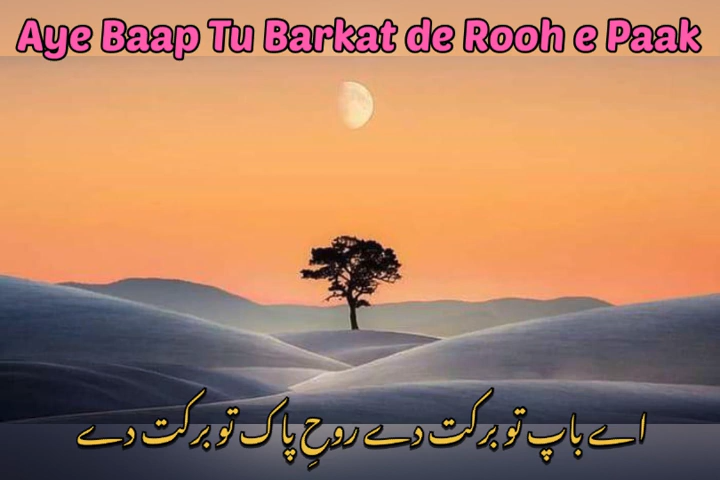 Aye Baap Tu Barkat de Rooh e Paak
اے باپ تو برکت دے روحِ پاک تو برکت دے